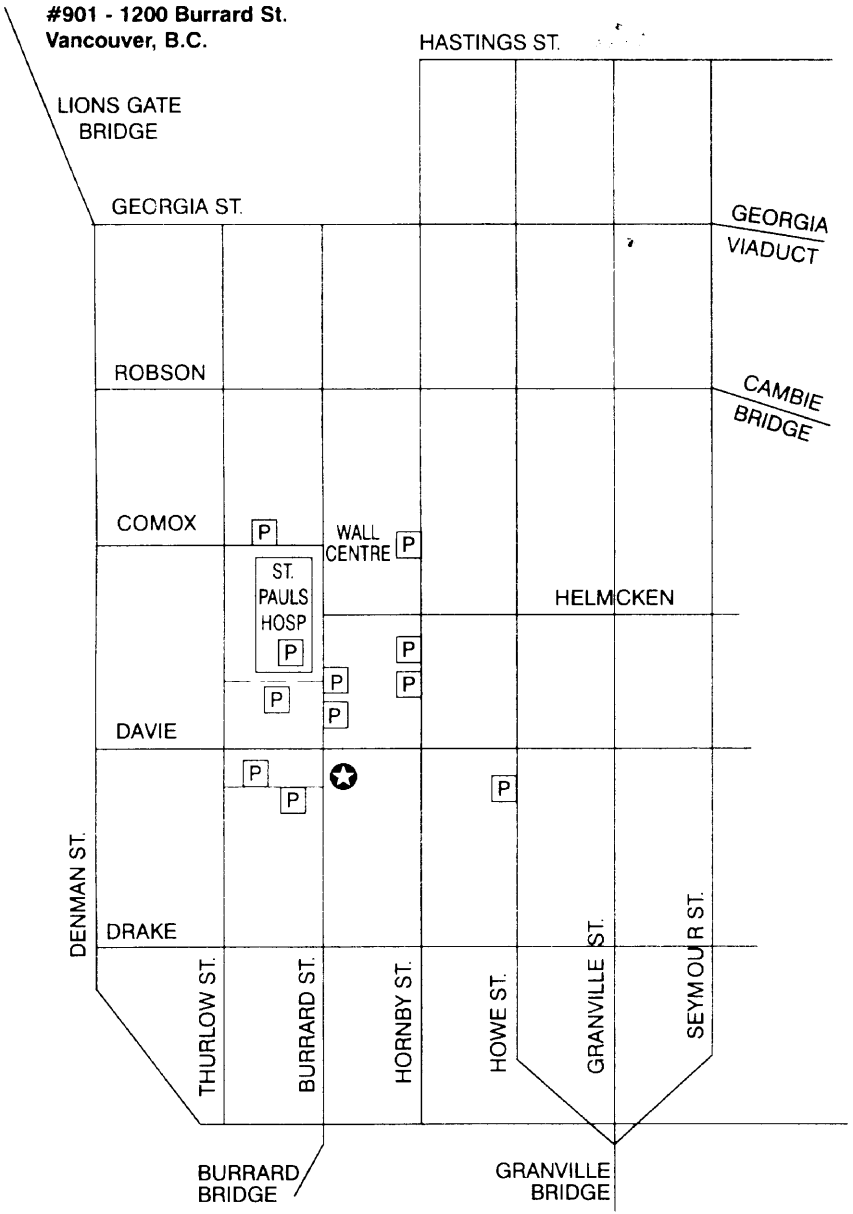 #901 - 1200 Burrard St.
Vancouver, B.C.
HASTINGS ST.
LIONS GATE
BRIDGE
GEORGIA ST.
GEORGIA
VIADUCT
ROBSON
CAMBIE
BRIDGE
COMOX
P
WALL
CENTRE
P
ST.
PAULS
HOSP
P
HELMCKEN
P
P
P
P
P
DAVIE
P
P
P
DENMAN ST.
DRAKE
THURLOW ST.
BURRARD ST.
HORNBY ST.
HOWE ST.
GRANVILLE ST.
SEYMOUR ST.
BURRARD
BRIDGE
GRANVILLE
BRIDGE